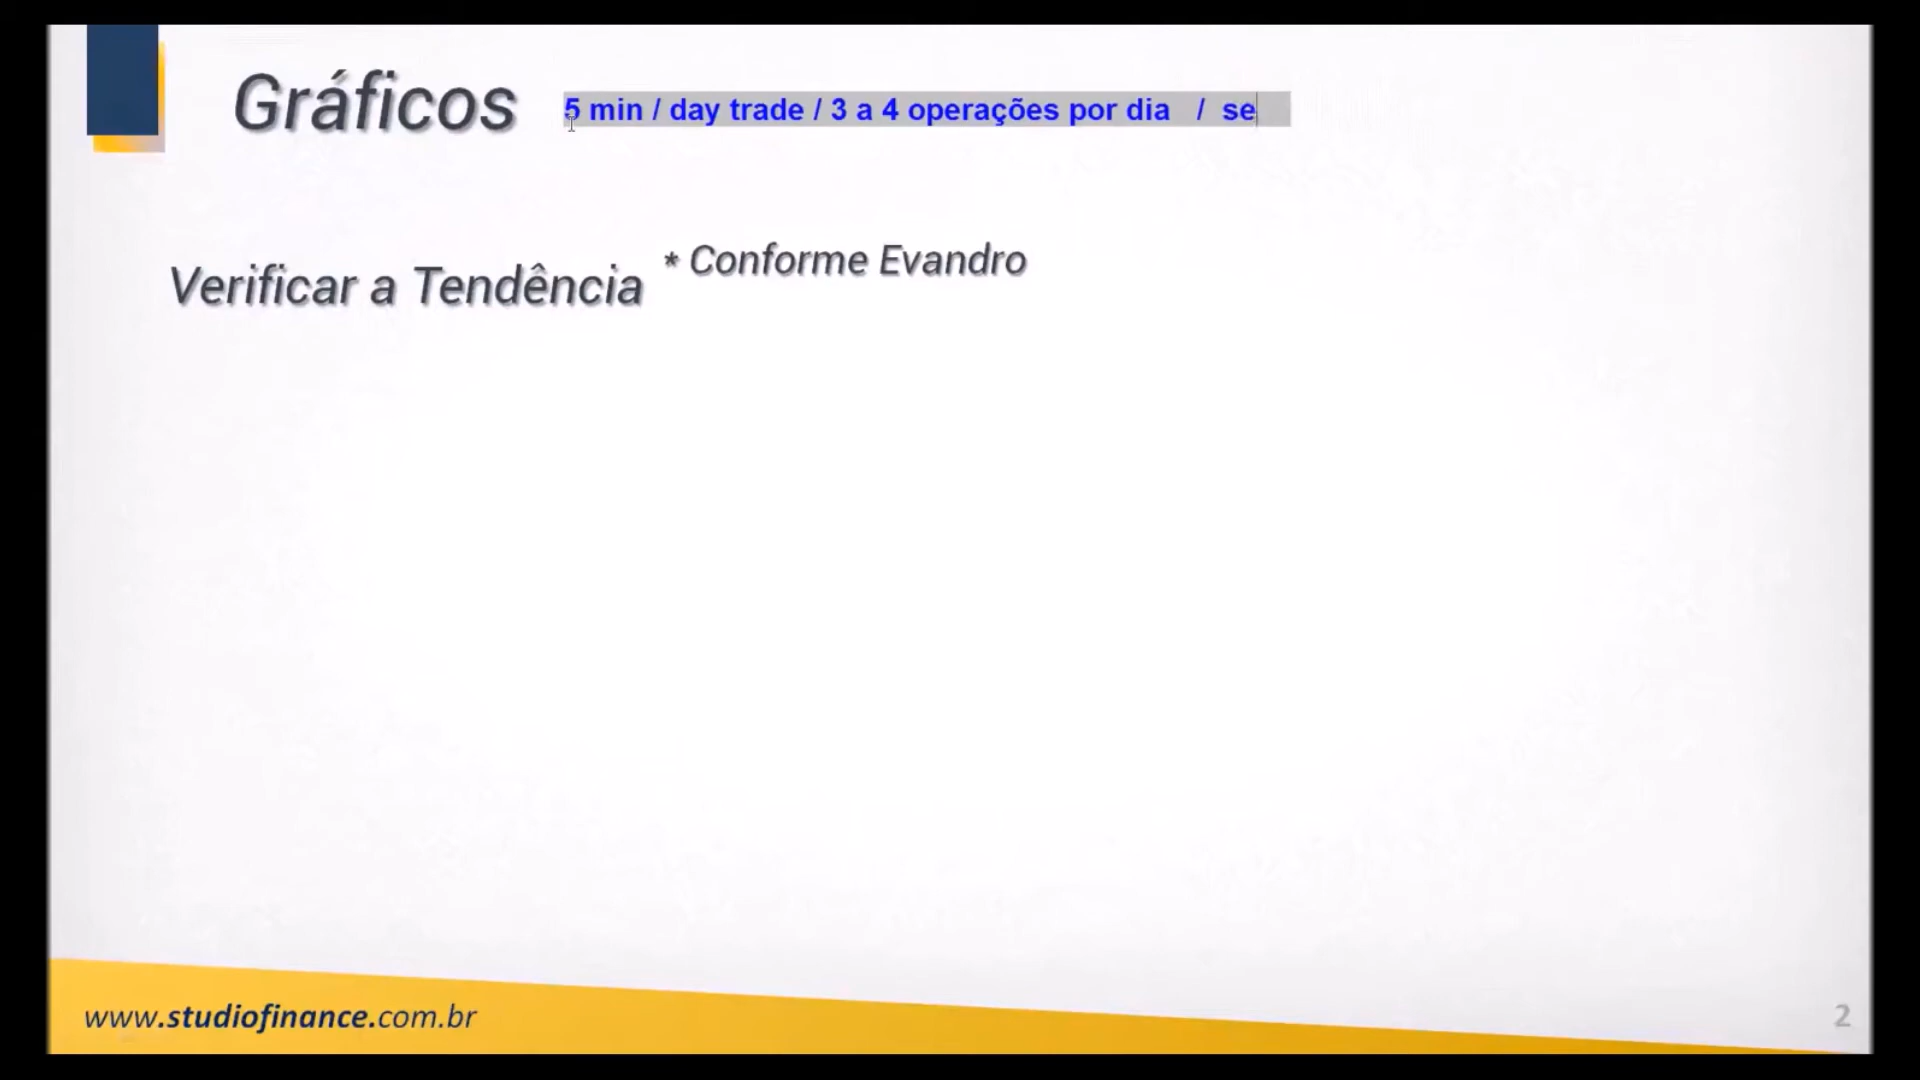 Gráficos 5 min / day trade / 3 a 4 operações por dia / se
Verificar a Tendência * Conforme Evandro
www.studiofinance.com.br
2